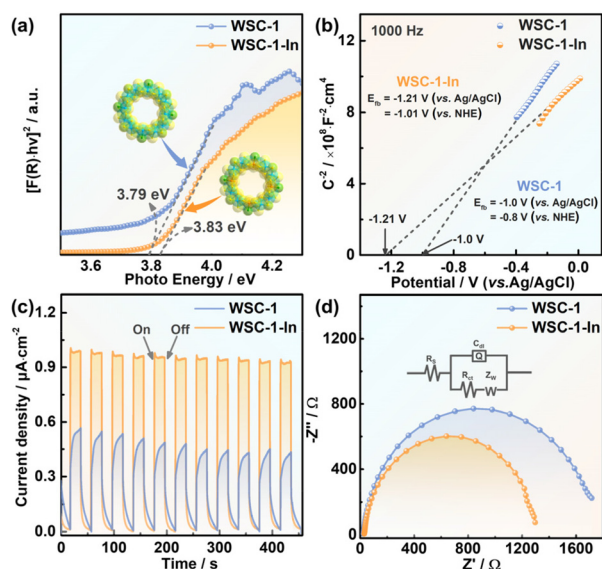 (a)
WSC-1
WSC-1-In
[F(R)·hν]² / a.u.
3.79 eV
3.83 eV
3.6
3.8
4.0
4.2
Photo Energy / eV
(b)
1000 Hz
WSC-1
WSC-1-In
C⁻² / ×10⁸·F⁻²·cm⁴
12
8
4
0
WSC-1-In
E_fb = -1.21 V (vs. Ag/AgCl)
= -1.01 V (vs. NHE)
WSC-1
E_fb = -1.0 V (vs. Ag/AgCl)
= -0.8 V (vs. NHE)
-1.21 V
-1.0 V
-1.2
-0.8
-0.4
0.0
Potential / V (vs.Ag/AgCl)
(c)
WSC-1
WSC-1-In
On
Off
Current density / μA·cm⁻²
1.2
0.9
0.6
0.3
0.0
0
100
200
300
400
Time / s
(d)
WSC-1
WSC-1-In
C_dl
Q
R_s
R_ct
Z_W
-Z'' / Ω
1200
800
400
0
0
400
800
1200
1600
Z' / Ω